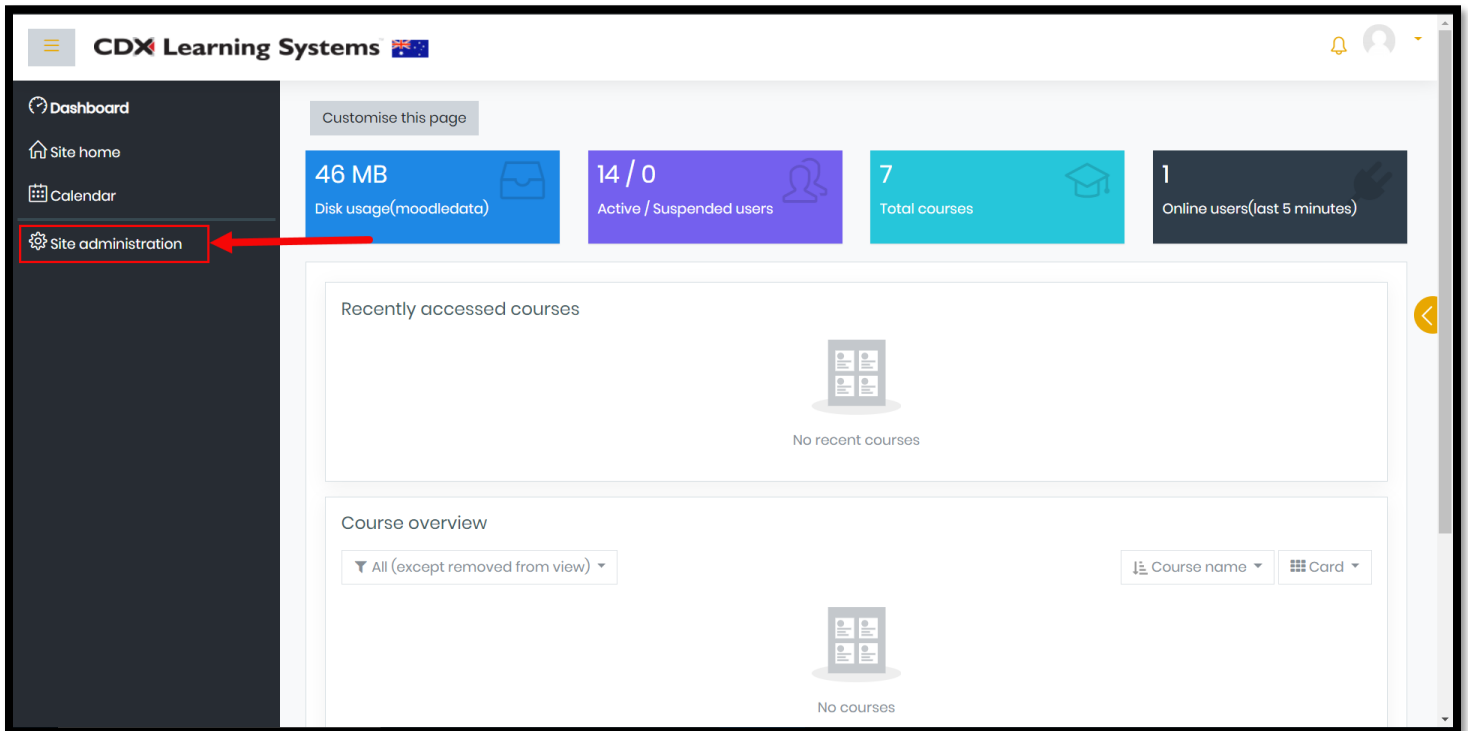 CDX Learning Systems
Dashboard
Site home
Calendar
Site administration
Customise this page
46 MB
Disk usage(moodledata)
14 / 0
Active / Suspended users
7
Total courses
1
Online users(last 5 minutes)
Recently accessed courses
No recent courses
Course overview
All (except removed from view)
Course name
Card
No courses